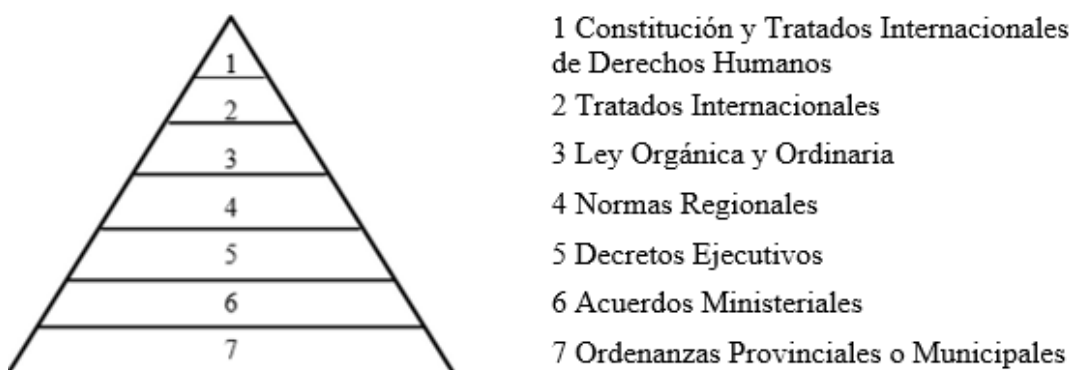 1
2
3
4
5
6
7
1 Constitución y Tratados Internacionales
de Derechos Humanos
2 Tratados Internacionales
3 Ley Orgánica y Ordinaria
4 Normas Regionales
5 Decretos Ejecutivos
6 Acuerdos Ministeriales
7 Ordenanzas Provinciales o Municipales